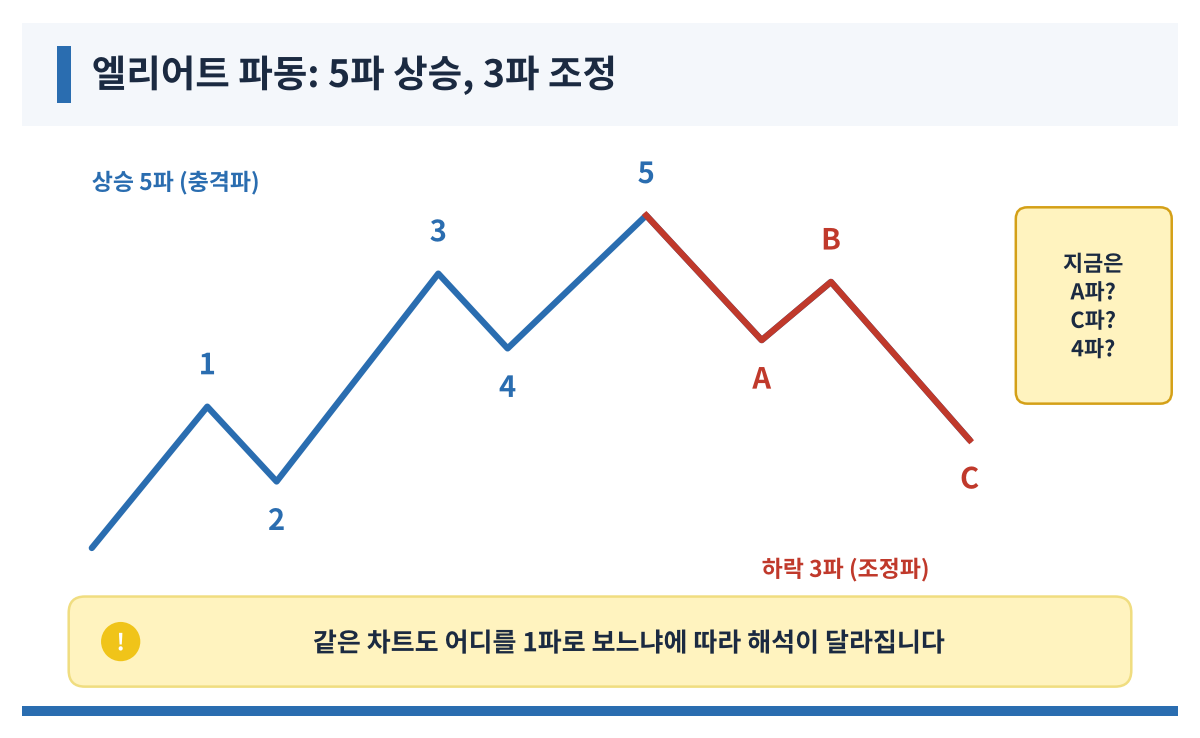 엘리어트 파동: 5파 상승, 3파 조정
상승 5파 (충격파)
5
3
B
지금은
A파?
C파?
4파?
1
4
A
2
C
하락 3파 (조정파)
!
같은 차트도 어디를 1파로 보느냐에 따라 해석이 달라집니다